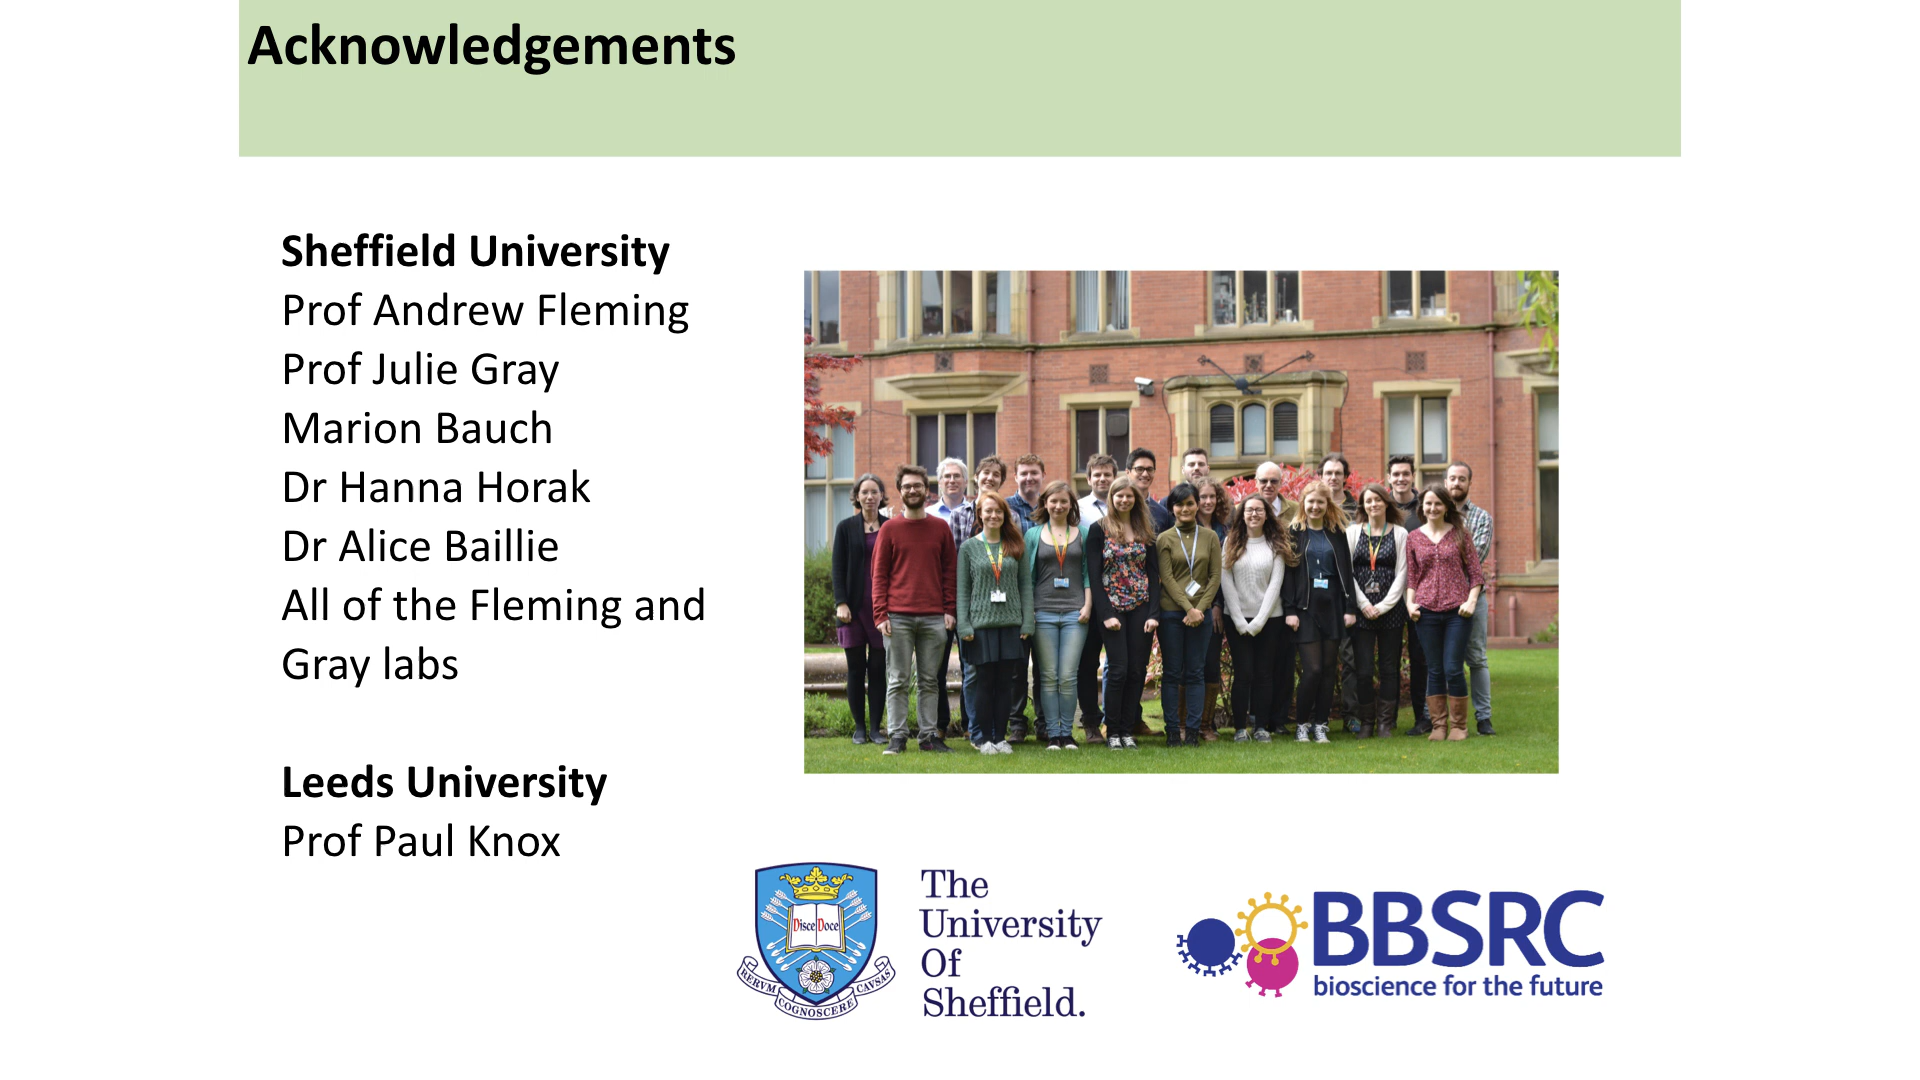 Acknowledgements
Sheffield University
Prof Andrew Fleming
Prof Julie Gray
Marion Bauch
Dr Hanna Horak
Dr Alice Baillie
All of the Fleming and
Gray labs
Leeds University
Prof Paul Knox
Disce Doce
RERVM COGNOSCERE CAVSAS
The
University
Of
Sheffield.
BBSRC
bioscience for the future